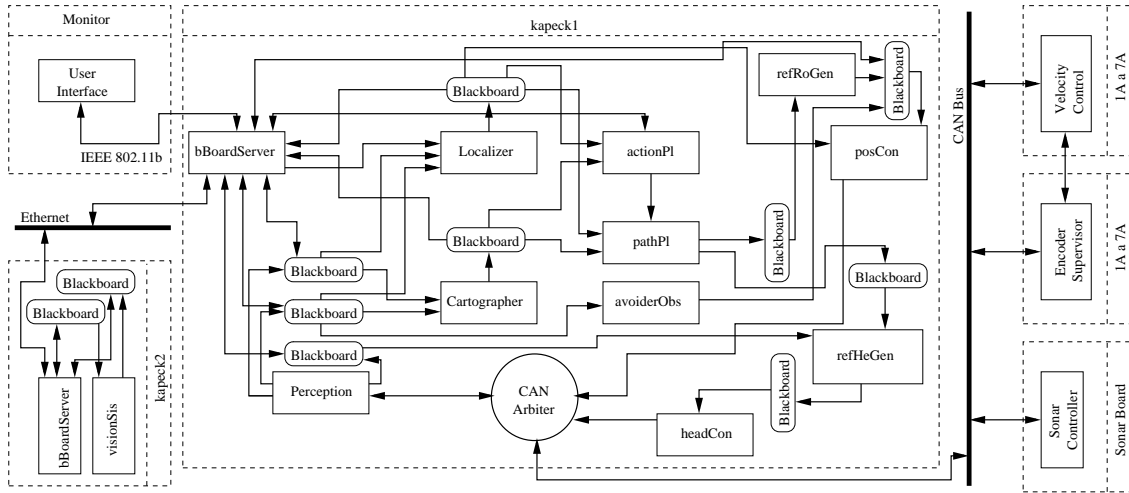 Monitor
User
Interface
IEEE 802.11b
Ethernet
Blackboard
Blackboard
bBoardServer
visionSis
kapeck2
kapeck1
bBoardServer
Blackboard
Localizer
actionPl
refRoGen
Blackboard
posCon
Blackboard
pathPl
Blackboard
Blackboard
Cartographer
avoiderObs
Blackboard
Blackboard
Blackboard
refHeGen
Perception
CAN
Arbiter
headCon
Blackboard
CAN Bus
Velocity
Control
1A a 7A
Encoder
Supervisor
1A a 7A
Sonar
Controller
Sonar Board